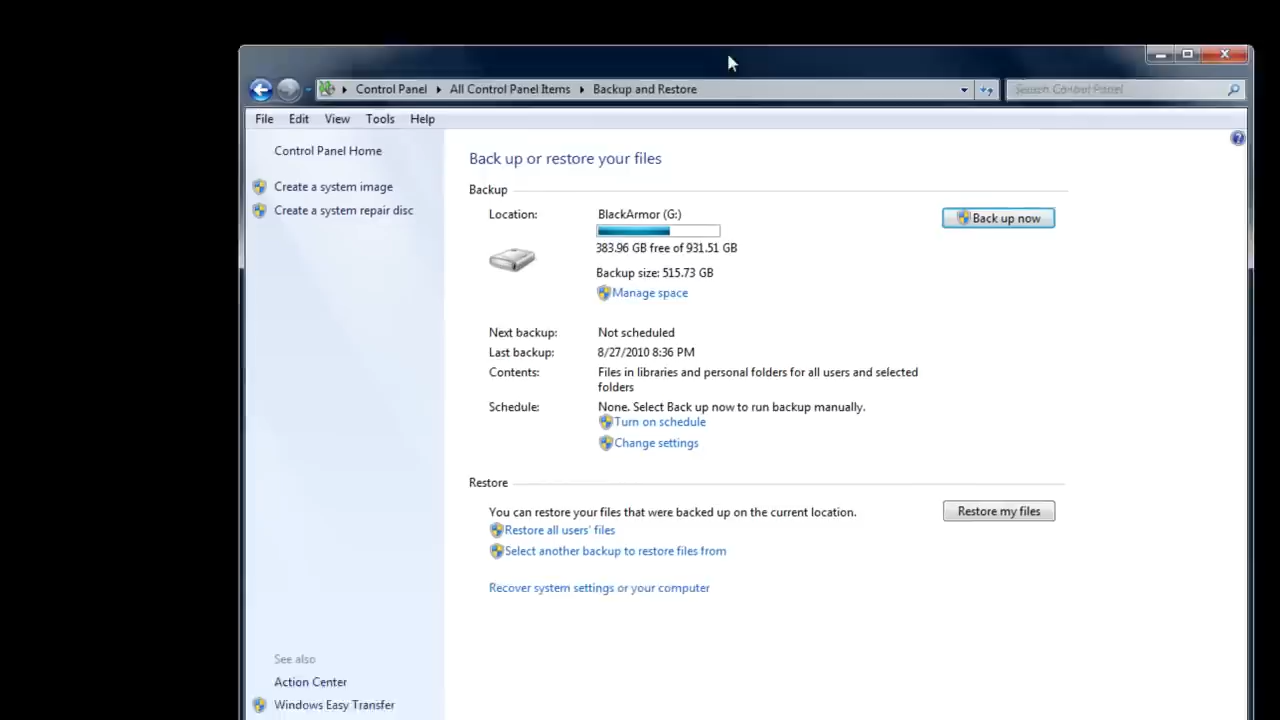 Control Panel All Control Panel Items Backup and Restore Search Control Panel
File Edit View Tools Help
Control Panel Home
Create a system image
Create a system repair disc
Back up or restore your files
Backup
Location: BlackArmor (G:) Back up now
383.96 GB free of 931.51 GB
Backup size: 515.73 GB
Manage space
Next backup: Not scheduled
Last backup: 8/27/2010 8:36 PM
Contents: Files in libraries and personal folders for all users and selected
folders
Schedule: None. Select Back up now to run backup manually.
Turn on schedule
Change settings
Restore
You can restore your files that were backed up on the current location. Restore my files
Restore all users' files
Select another backup to restore files from
Recover system settings or your computer
See also
Action Center
Windows Easy Transfer